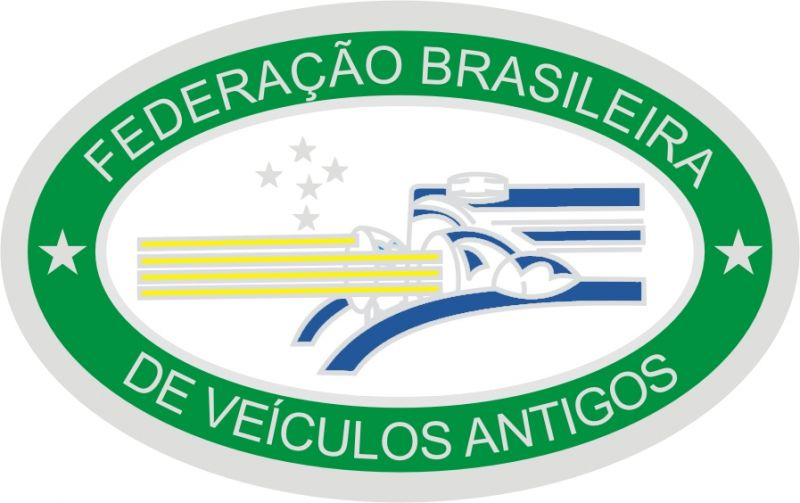 FEDERAÇÃO BRASILEIRA
DE VEÍCULOS ANTIGOS